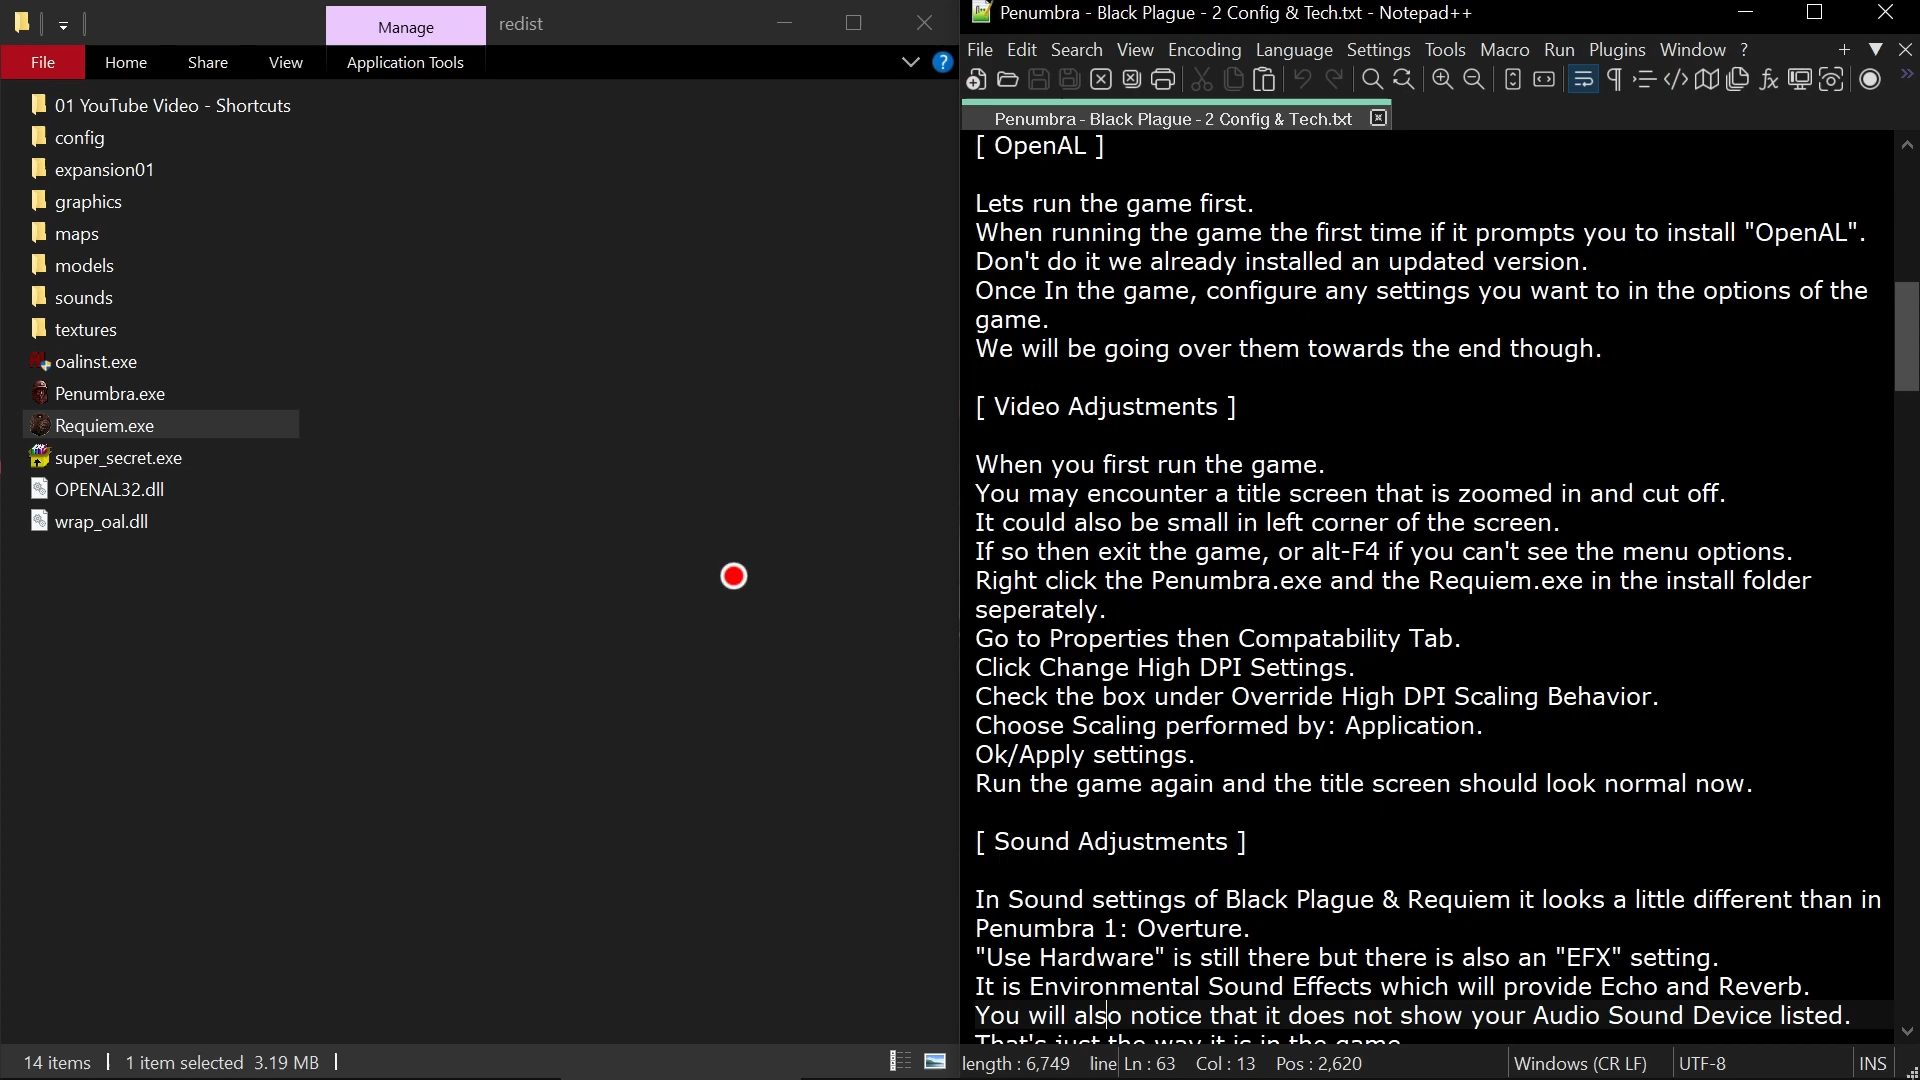 Manage
redist
File
Home
Share
View
Application Tools
?
01 YouTube Video - Shortcuts
config
expansion01
graphics
maps
models
sounds
textures
oalinst.exe
Penumbra.exe
Requiem.exe
super_secret.exe
OPENAL32.dll
wrap_oal.dll
14 items
1 item selected 3.19 MB
Penumbra - Black Plague - 2 Config & Tech.txt - Notepad++
File Edit Search View Encoding Language Settings Tools Macro Run Plugins Window ?
Penumbra - Black Plague - 2 Config & Tech.txt
[ OpenAL ]
Lets run the game first.
When running the game the first time if it prompts you to install "OpenAL".
Don't do it we already installed an updated version.
Once In the game, configure any settings you want to in the options of the
game.
We will be going over them towards the end though.
[ Video Adjustments ]
When you first run the game.
You may encounter a title screen that is zoomed in and cut off.
It could also be small in left corner of the screen.
If so then exit the game, or alt-F4 if you can't see the menu options.
Right click the Penumbra.exe and the Requiem.exe in the install folder
seperately.
Go to Properties then Compatability Tab.
Click Change High DPI Settings.
Check the box under Override High DPI Scaling Behavior.
Choose Scaling performed by: Application.
Ok/Apply settings.
Run the game again and the title screen should look normal now.
[ Sound Adjustments ]
In Sound settings of Black Plague & Requiem it looks a little different than in
Penumbra 1: Overture.
"Use Hardware" is still there but there is also an "EFX" setting.
It is Environmental Sound Effects which will provide Echo and Reverb.
You will also notice that it does not show your Audio Sound Device listed.
That's just the way it is in the game.
length : 6,749 line Ln : 63 Col : 13 Pos : 2,620
Windows (CR LF)
UTF-8
INS